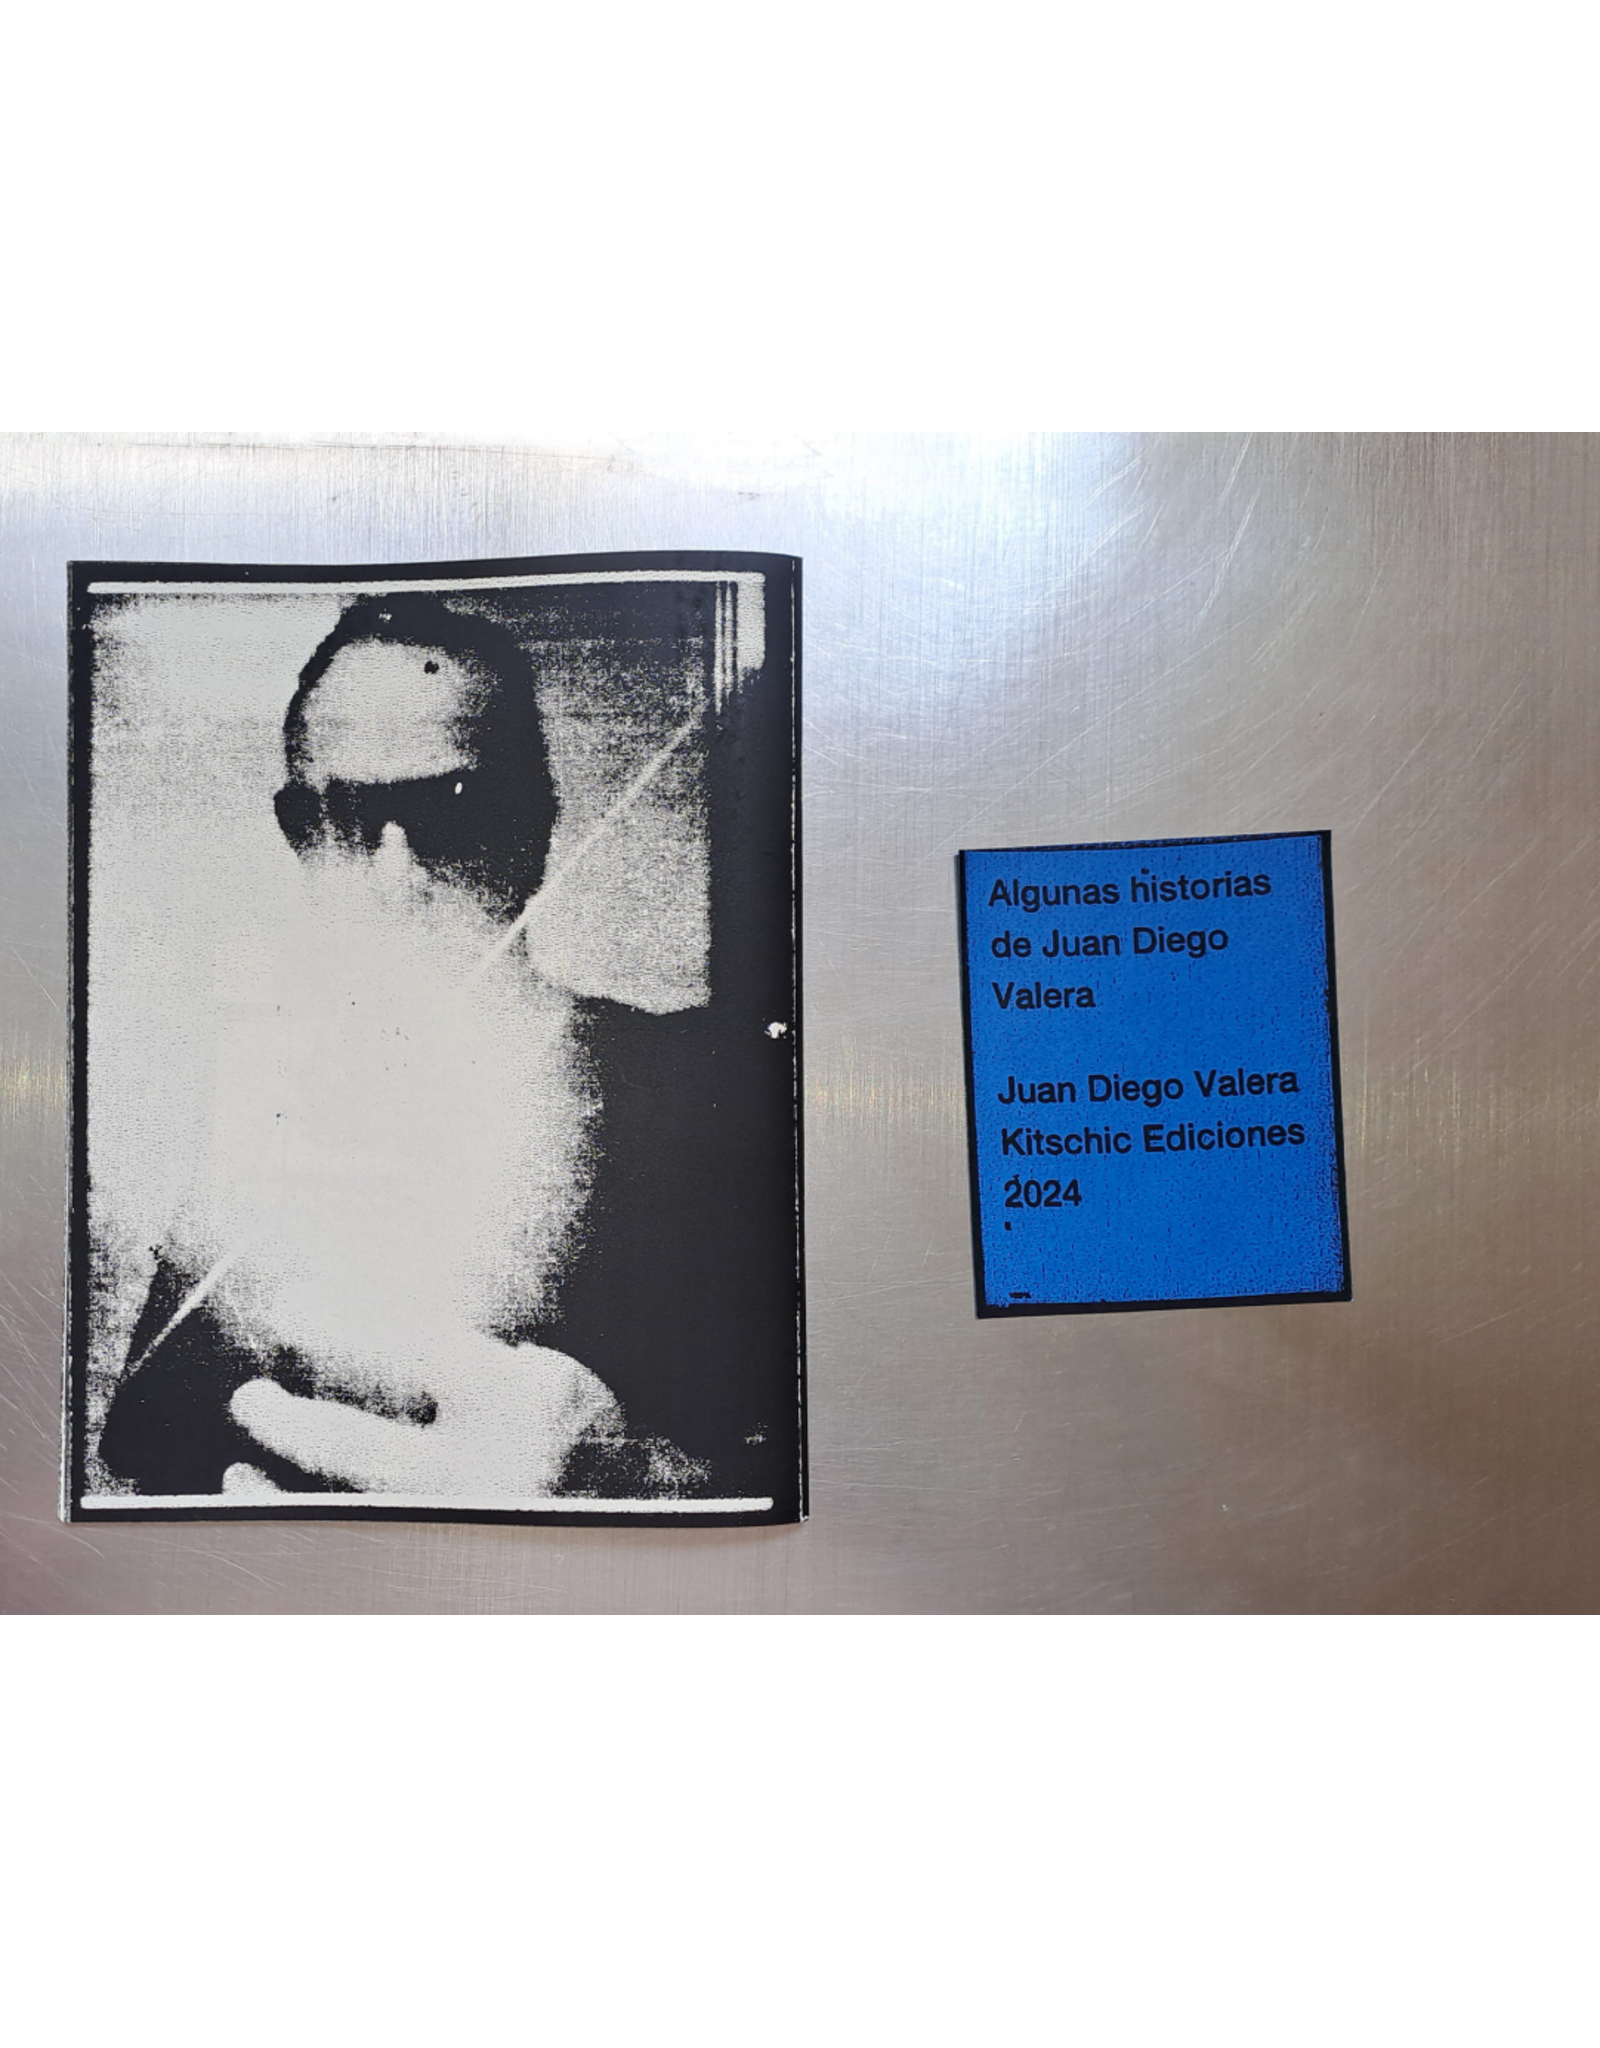 Algunas historias
de Juan Diego
Valera
Juan Diego Valera
Kitschic Ediciones
2024